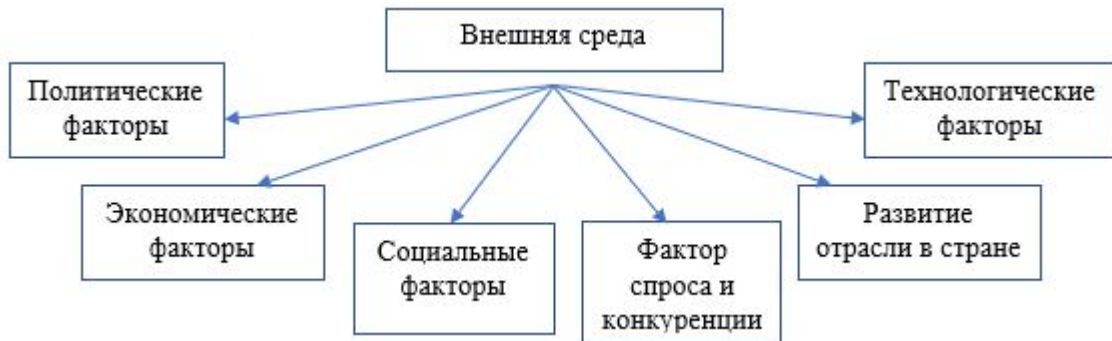 Внешняя среда
Политические
факторы
Технологические
факторы
Экономические
факторы
Социальные
факторы
Фактор
спроса и
конкуренции
Развитие
отрасли в стране